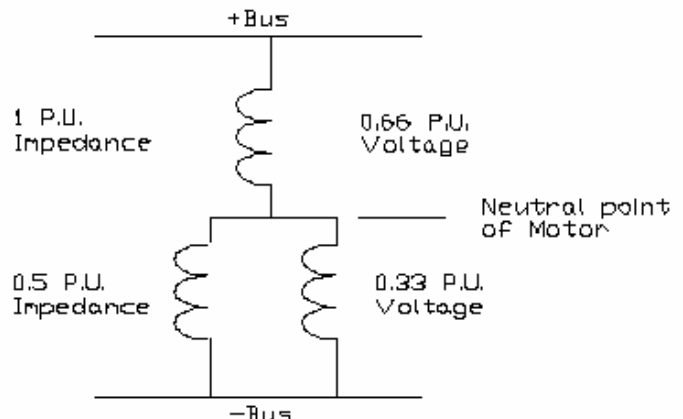 +Bus
1 P.U.
Impedance
0.66 P.U.
Voltage
Neutral point
of Motor
0.5 P.U.
Impedance
0.33 P.U.
Voltage
-Bus